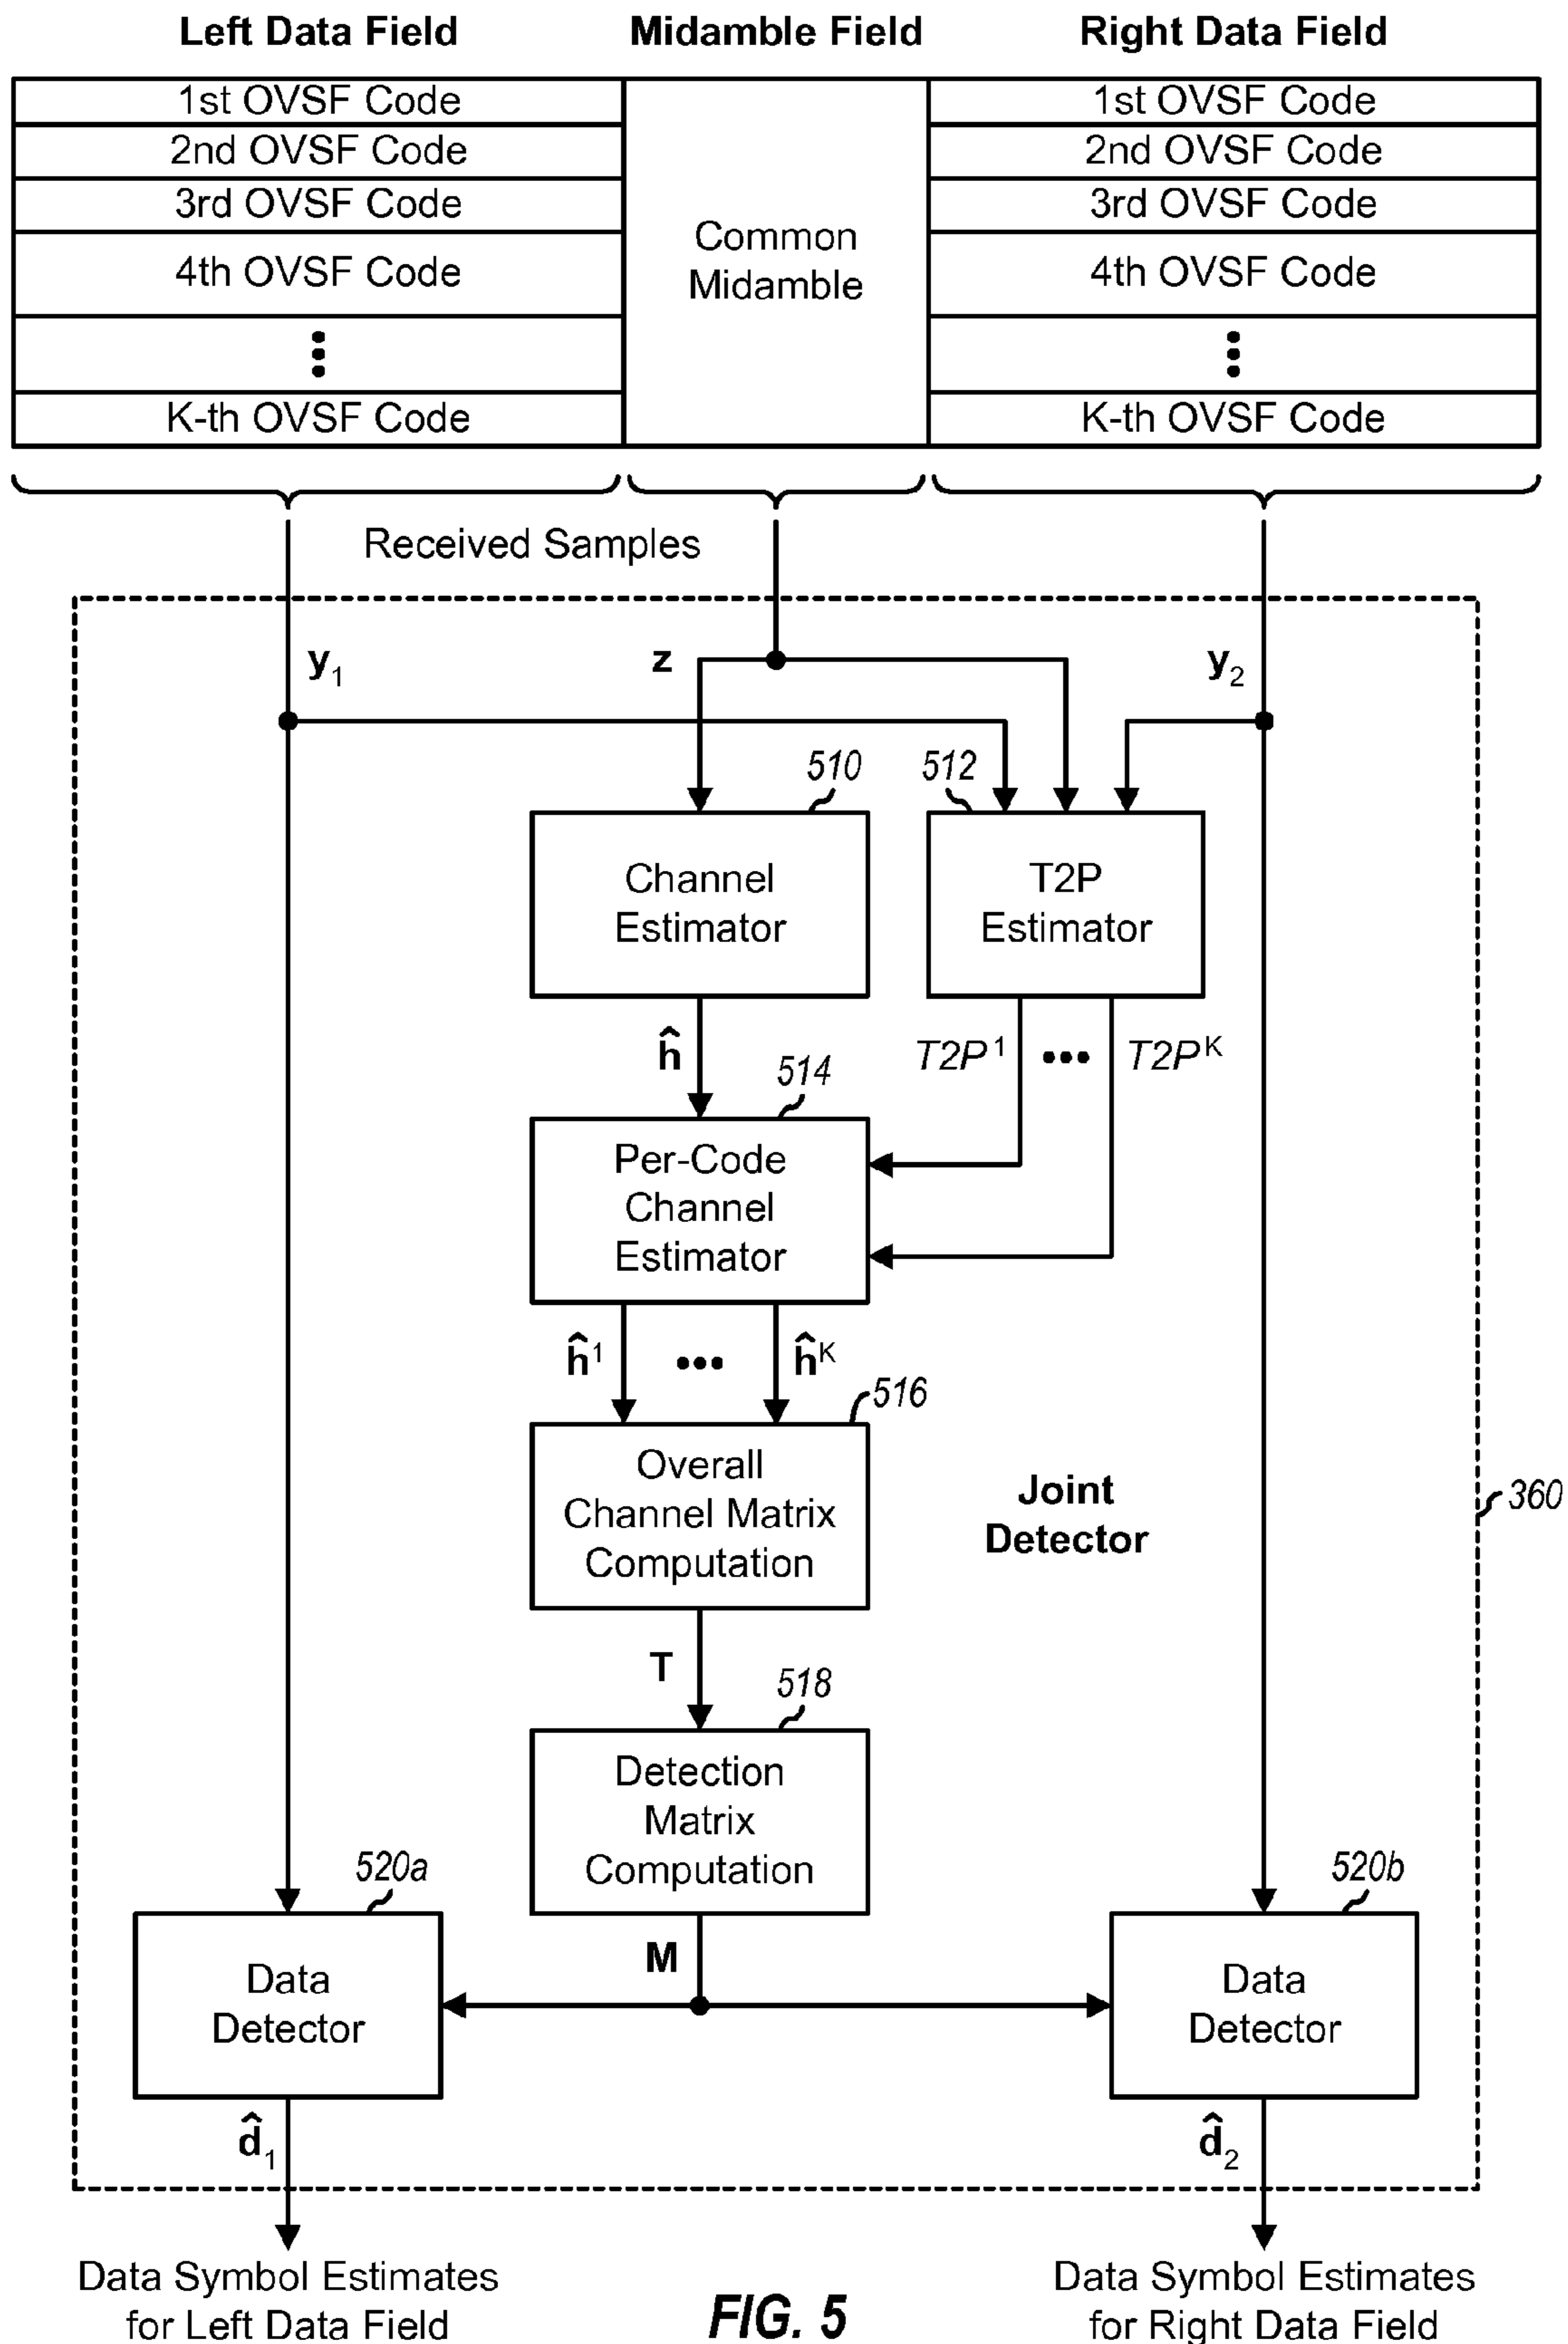 Left Data Field
Midamble Field
Right Data Field
1st OVSF Code
2nd OVSF Code
3rd OVSF Code
4th OVSF Code
K-th OVSF Code
Common
Midamble
1st OVSF Code
2nd OVSF Code
3rd OVSF Code
4th OVSF Code
K-th OVSF Code
Received Samples
y₁
z
y₂
510
512
Channel
Estimator
T2P
Estimator
ĥ
T2P¹
•••
T2Pᴷ
514
Per-Code
Channel
Estimator
ĥ¹
•••
ĥᴷ
516
Overall
Channel Matrix
Computation
Joint
Detector
360
T
518
Detection
Matrix
Computation
520a
520b
M
Data
Detector
Data
Detector
d̂₁
d̂₂
Data Symbol Estimates
for Left Data Field
FIG. 5
Data Symbol Estimates
for Right Data Field